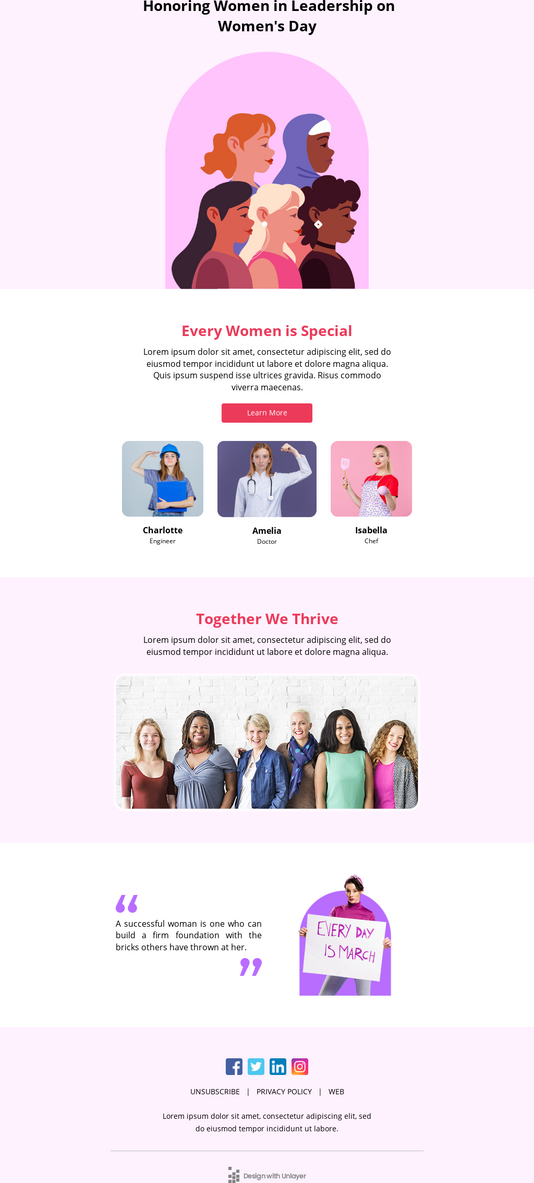 Honoring Women in Leadership on
Women's Day
Every Women is Special
Lorem ipsum dolor sit amet, consectetur adipiscing elit, sed do
eiusmod tempor incididunt ut labore et dolore magna aliqua.
Quis ipsum suspend isse ultrices gravida. Risus commodo
viverra maecenas.
Learn More
Charlotte
Engineer
Amelia
Doctor
Isabella
Chef
Together We Thrive
Lorem ipsum dolor sit amet, consectetur adipiscing elit, sed do
eiusmod tempor incididunt ut labore et dolore magna aliqua.
“
A successful woman is one who can
build a firm foundation with the
bricks others have thrown at her.
”
EVERY DAY
IS MARCH
UNSUBSCRIBE | PRIVACY POLICY | WEB
Lorem ipsum dolor sit amet, consectetur adipiscing elit, sed
do eiusmod tempor incididunt ut labore.
Design with Unlayer